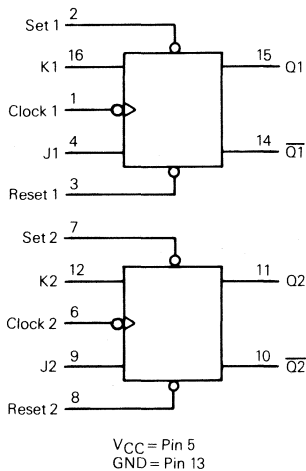 Set 1 2
K1 16 15 Q1
Clock 1 1
J1 4 14 Q1̅
Reset 1 3
Set 2 7
K2 12 11 Q2
Clock 2 6
J2 9 10 Q2̅
Reset 2 8
VCC = Pin 5
GND = Pin 13